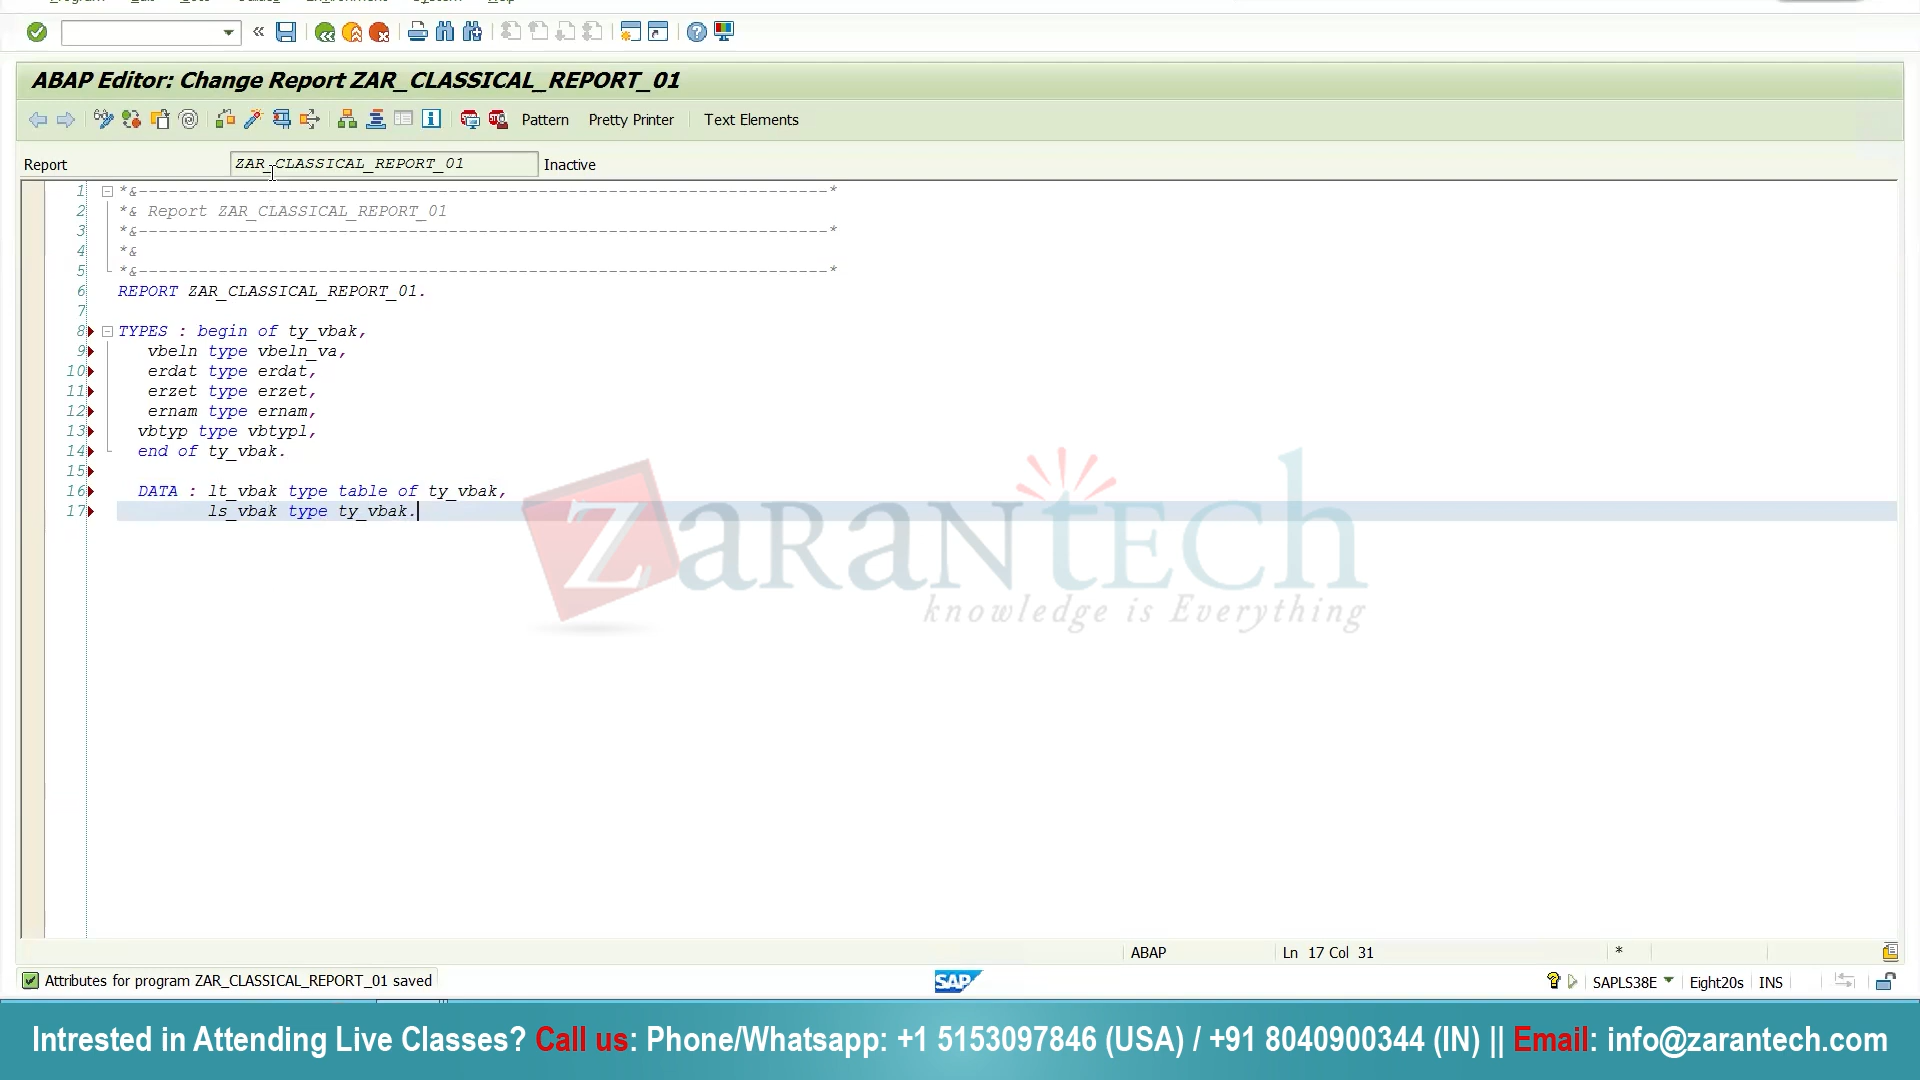 ABAP Editor: Change Report ZAR_CLASSICAL_REPORT_01
Pattern Pretty Printer Text Elements
Report ZAR_CLASSICAL_REPORT_01 Inactive
1 *&---------------------------------------------------------------------*
2 *& Report ZAR_CLASSICAL_REPORT_01
3 *&---------------------------------------------------------------------*
4 *&
5 *&---------------------------------------------------------------------*
6 REPORT ZAR_CLASSICAL_REPORT_01.
7
8 TYPES : begin of ty_vbak,
9 vbeln type vbeln_va,
10 erdat type erdat,
11 erzet type erzet,
12 ernam type ernam,
13 vbtyp type vbtypl,
14 end of ty_vbak.
15
16 DATA : lt_vbak type table of ty_vbak,
17 ls_vbak type ty_vbak.
ZaranTech
knowledge is Everything
ABAP Ln 17 Col 31 *
Attributes for program ZAR_CLASSICAL_REPORT_01 saved SAP SAPLS38E Eight20s INS
Intrested in Attending Live Classes? Call us: Phone/Whatsapp: +1 5153097846 (USA) / +91 8040900344 (IN) || Email: info@zarantech.com